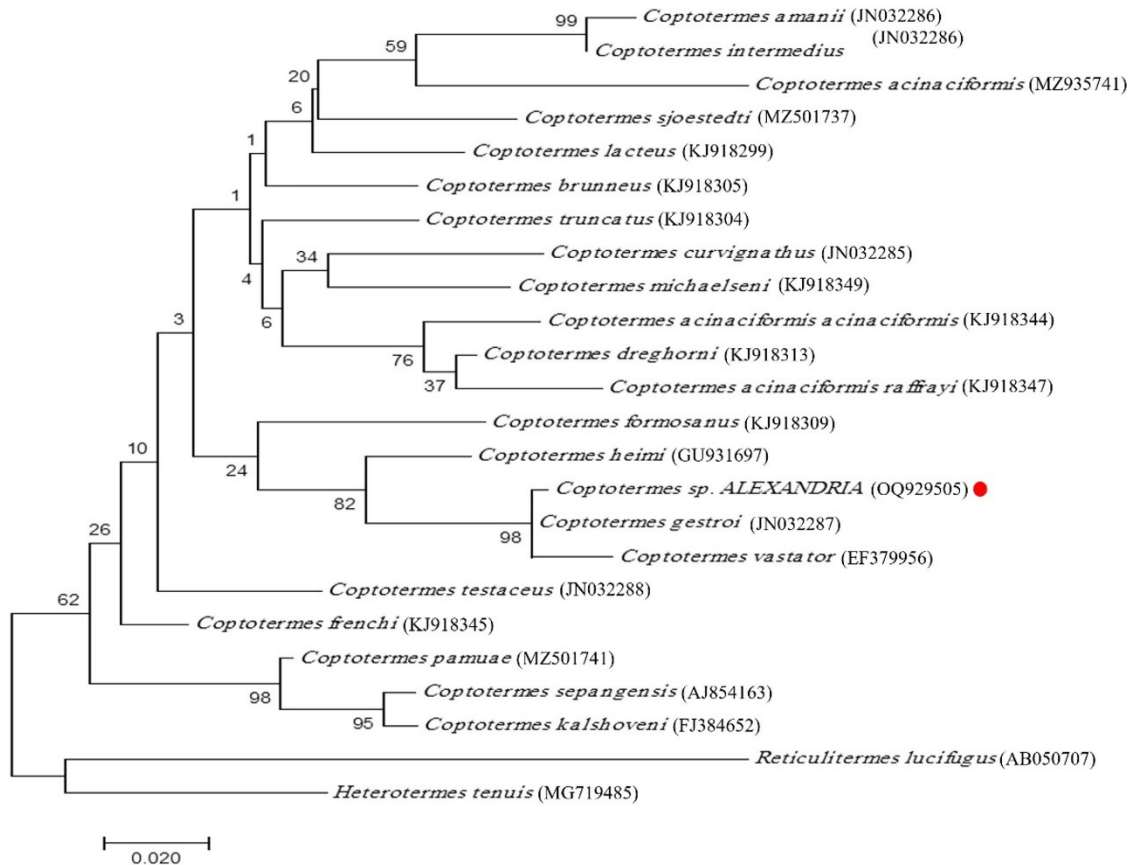 99
Coptotermes amanii (JN032286)
(JN032286)
Coptotermes intermedius
59
Coptotermes acinaciformis (MZ935741)
20
Coptotermes sjoestedti (MZ501737)
6
Coptotermes lacteus (KJ918299)
1
Coptotermes brunneus (KJ918305)
1
Coptotermes truncatus (KJ918304)
4
Coptotermes curvignathus (JN032285)
34
Coptotermes michaelseni (KJ918349)
6
3
Coptotermes acinaciformis acinaciformis (KJ918344)
76
Coptotermes dreghorni (KJ918313)
37
Coptotermes acinaciformis raffrayi (KJ918347)
Coptotermes formosanus (KJ918309)
10
24
Coptotermes heimi (GU931697)
82
Coptotermes sp. ALEXANDRIA (OQ929505)
Coptotermes gestroi (JN032287)
98
26
Coptotermes vastator (EF379956)
Coptotermes testaceus (JN032288)
62
Coptotermes frenchi (KJ918345)
Coptotermes pamuae (MZ501741)
98
Coptotermes sepangensis (AJ854163)
95
Coptotermes kalshoveni (FJ384652)
Reticulitermes lucifugus (AB050707)
Heterotermes tenuis (MG719485)
0.020